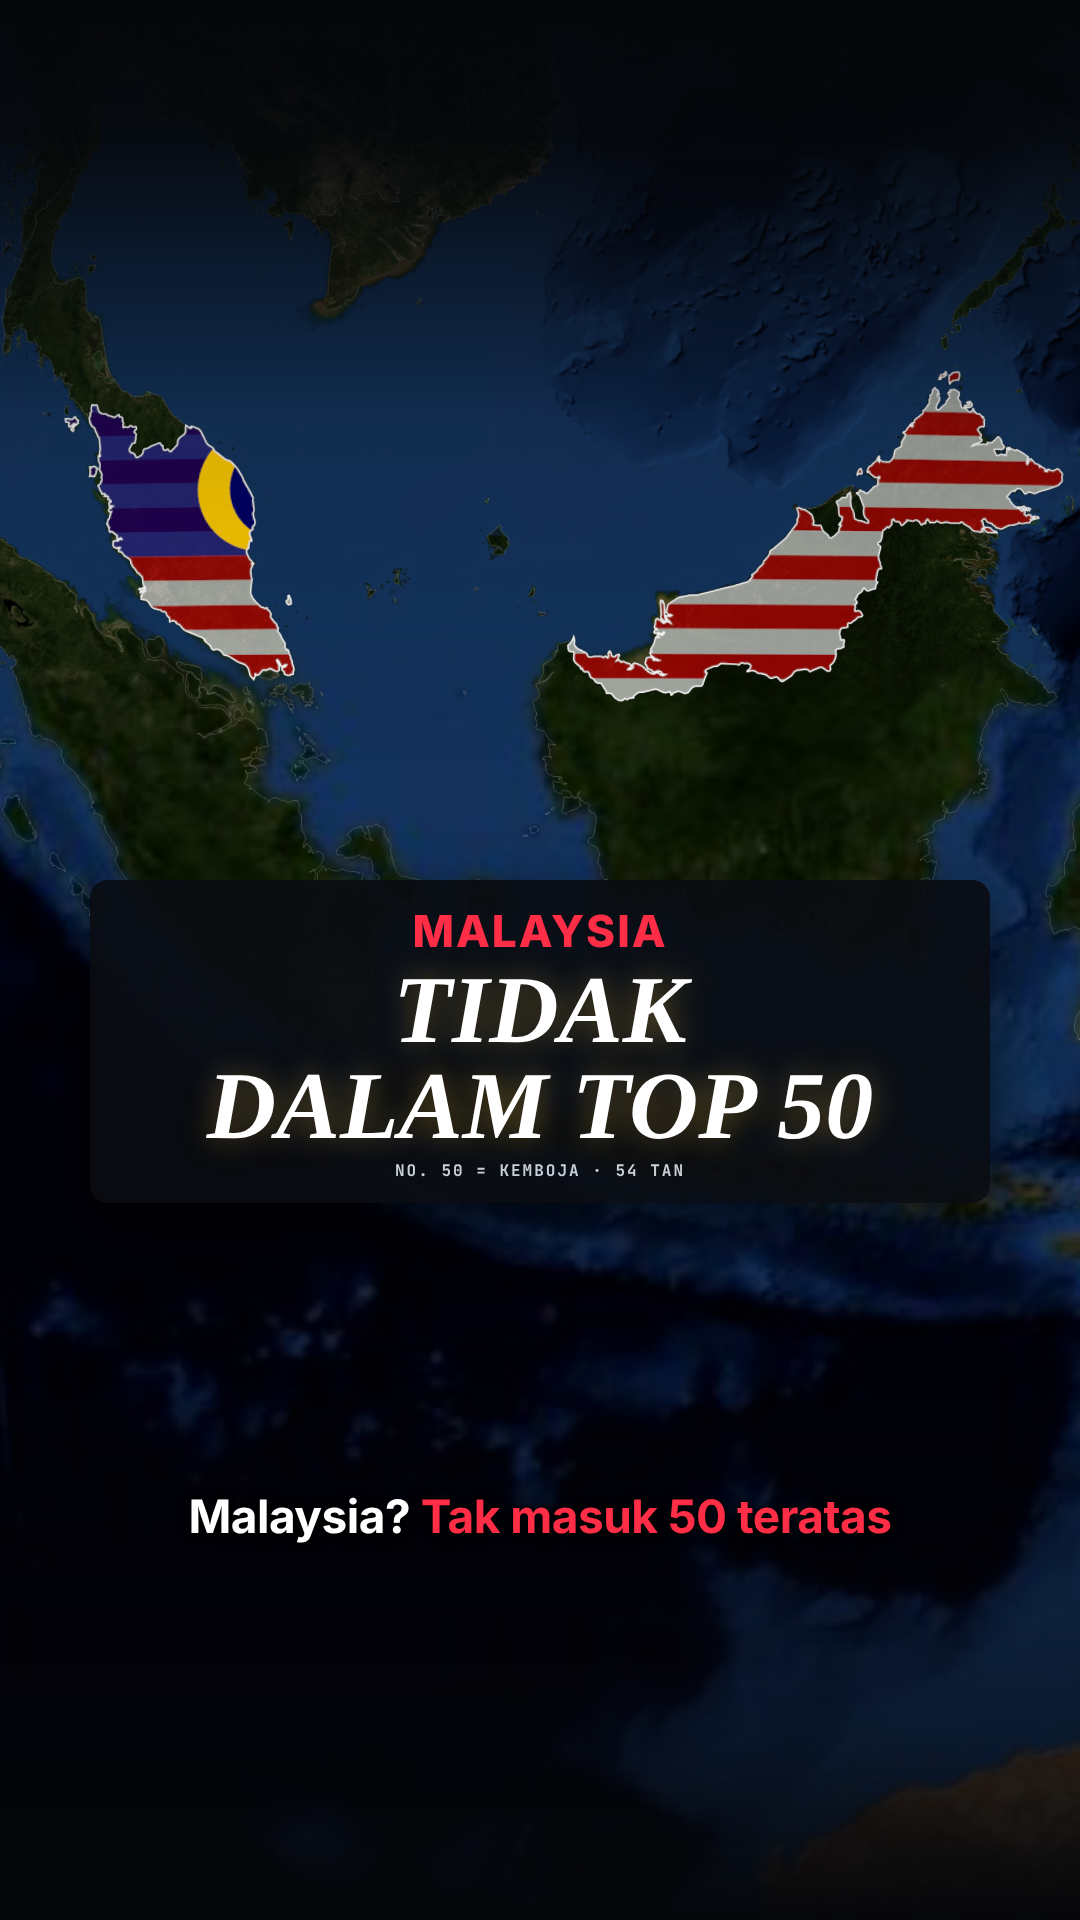 MALAYSIA
TIDAK
DALAM TOP 50
NO. 50 = KEMBOJA · 54 TAN
Malaysia? Tak masuk 50 teratas